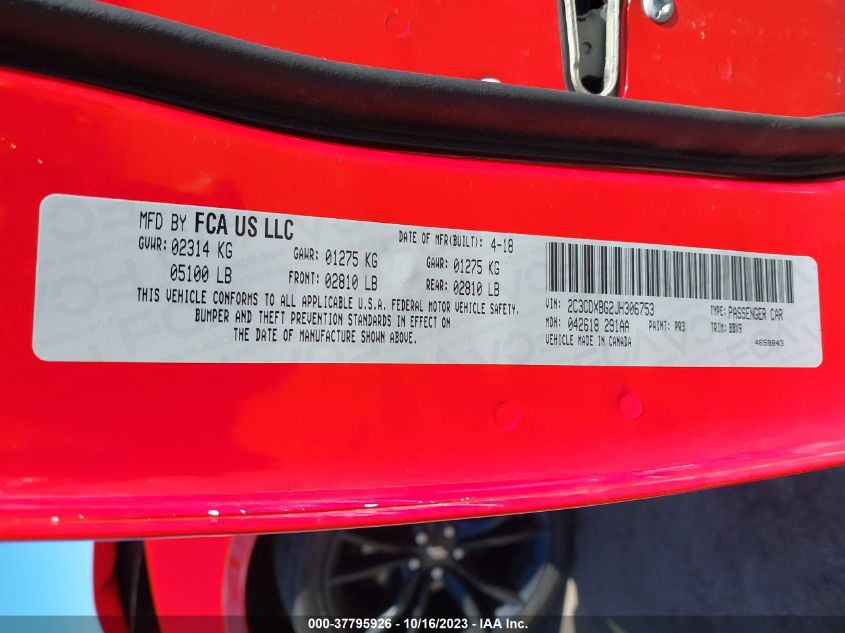 MFD BY FCA US LLC
DATE OF MFR(BUILT): 4-18
GVWR: 02314 KG
GAWR: 01275 KG
GAWR: 01275 KG
05100 LB
FRONT: 02810 LB
REAR: 02810 LB
THIS VEHICLE CONFORMS TO ALL APPLICABLE U.S.A. FEDERAL MOTOR VEHICLE SAFETY,
BUMPER AND THEFT PREVENTION STANDARDS IN EFFECT ON
THE DATE OF MANUFACTURE SHOWN ABOVE.
VIN: 2C3CDXBG2JH306753
TYPE: PASSENGER CAR
MDH: 042618 291AA
PAINT: PR3
TRIM: BBX9
VEHICLE MADE IN CANADA
4658843
000-37795926 - 10/16/2023 - IAA Inc.